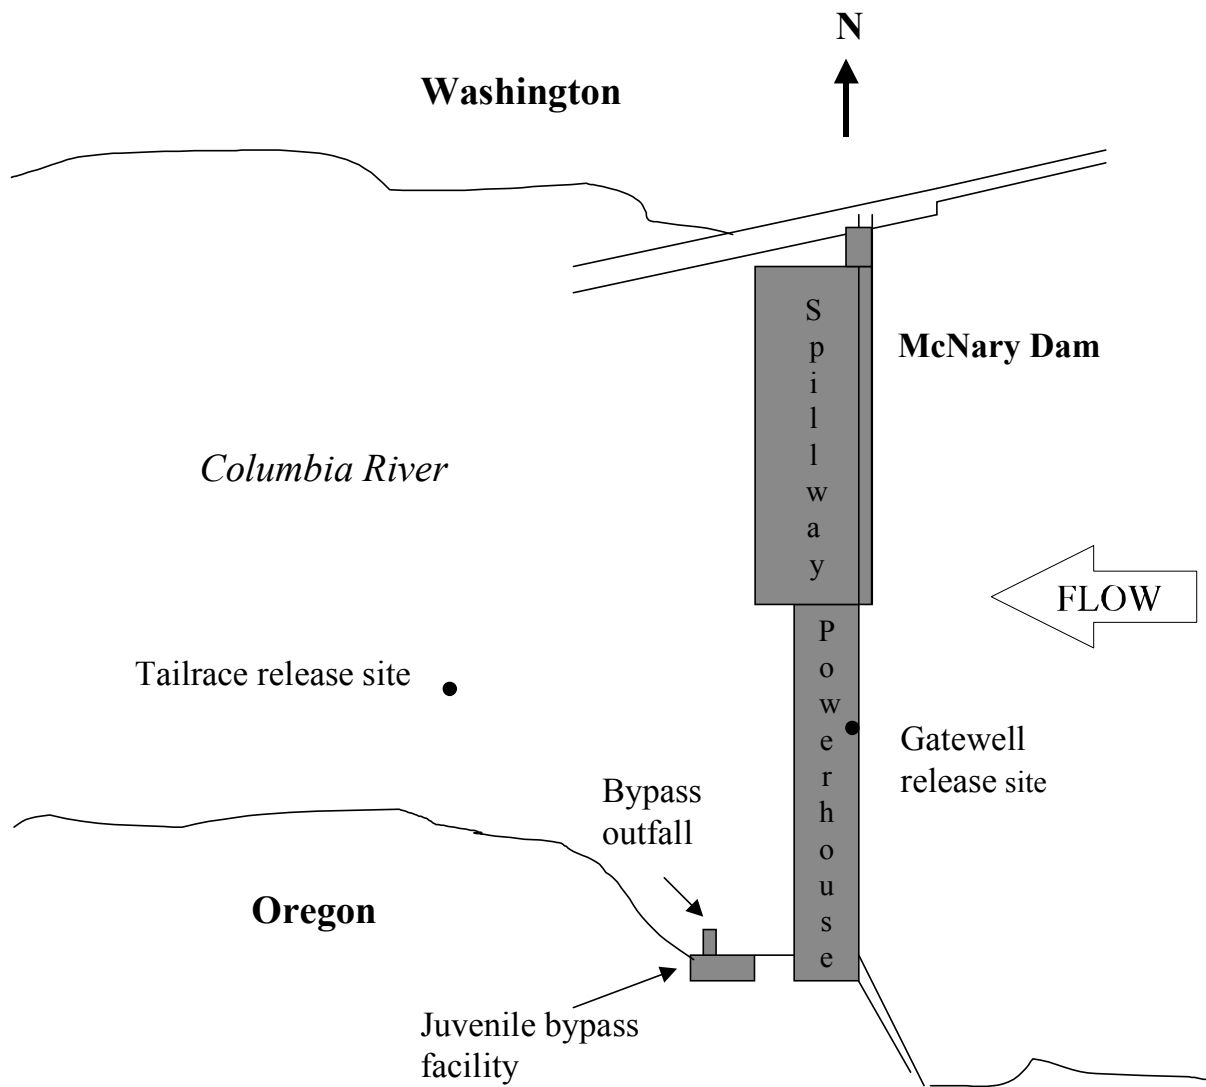 N
Washington
Spillway
McNary Dam
Columbia River
FLOW
Powerhouse
Tailrace release site
Gatewell
release site
Bypass
outfall
Oregon
Juvenile bypass
facility